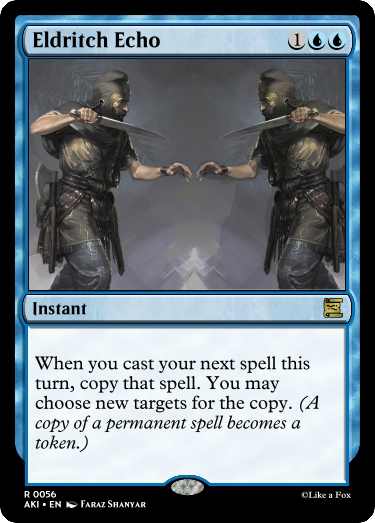 Eldritch Echo 1
Instant
When you cast your next spell this
turn, copy that spell. You may
choose new targets for the copy. (A
copy of a permanent spell becomes a
token.)
R 0056
AKI • EN Faraz Shanyar
©Like a Fox